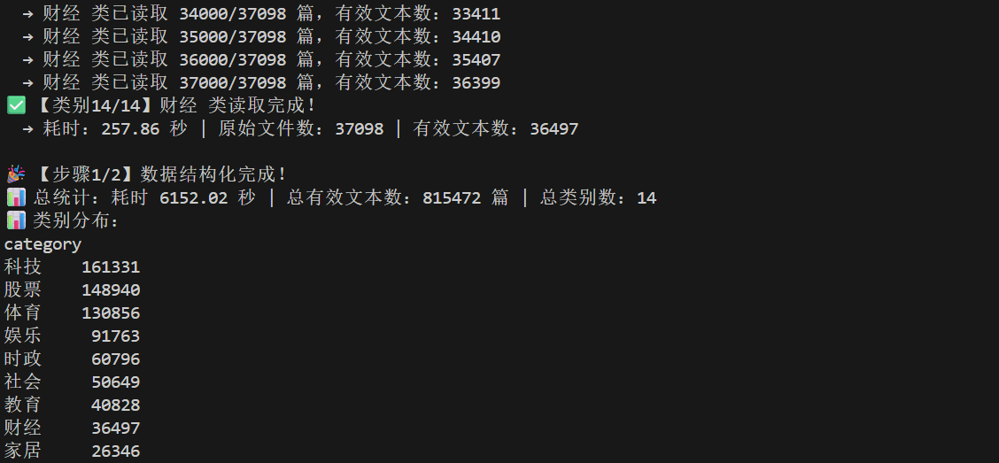 → 财经 类已读取 34000/37098 篇，有效文本数：33411
→ 财经 类已读取 35000/37098 篇，有效文本数：34410
→ 财经 类已读取 36000/37098 篇，有效文本数：35407
→ 财经 类已读取 37000/37098 篇，有效文本数：36399
✅ 【类别14/14】财经 类读取完成！
→ 耗时：257.86 秒 | 原始文件数：37098 | 有效文本数：36497
🎉 【步骤1/2】数据结构化完成！
📊 总统计：耗时 6152.02 秒 | 总有效文本数：815472 篇 | 总类别数：14
📊 类别分布：
category
科技 161331
股票 148940
体育 130856
娱乐 91763
时政 60796
社会 50649
教育 40828
财经 36497
家居 26346